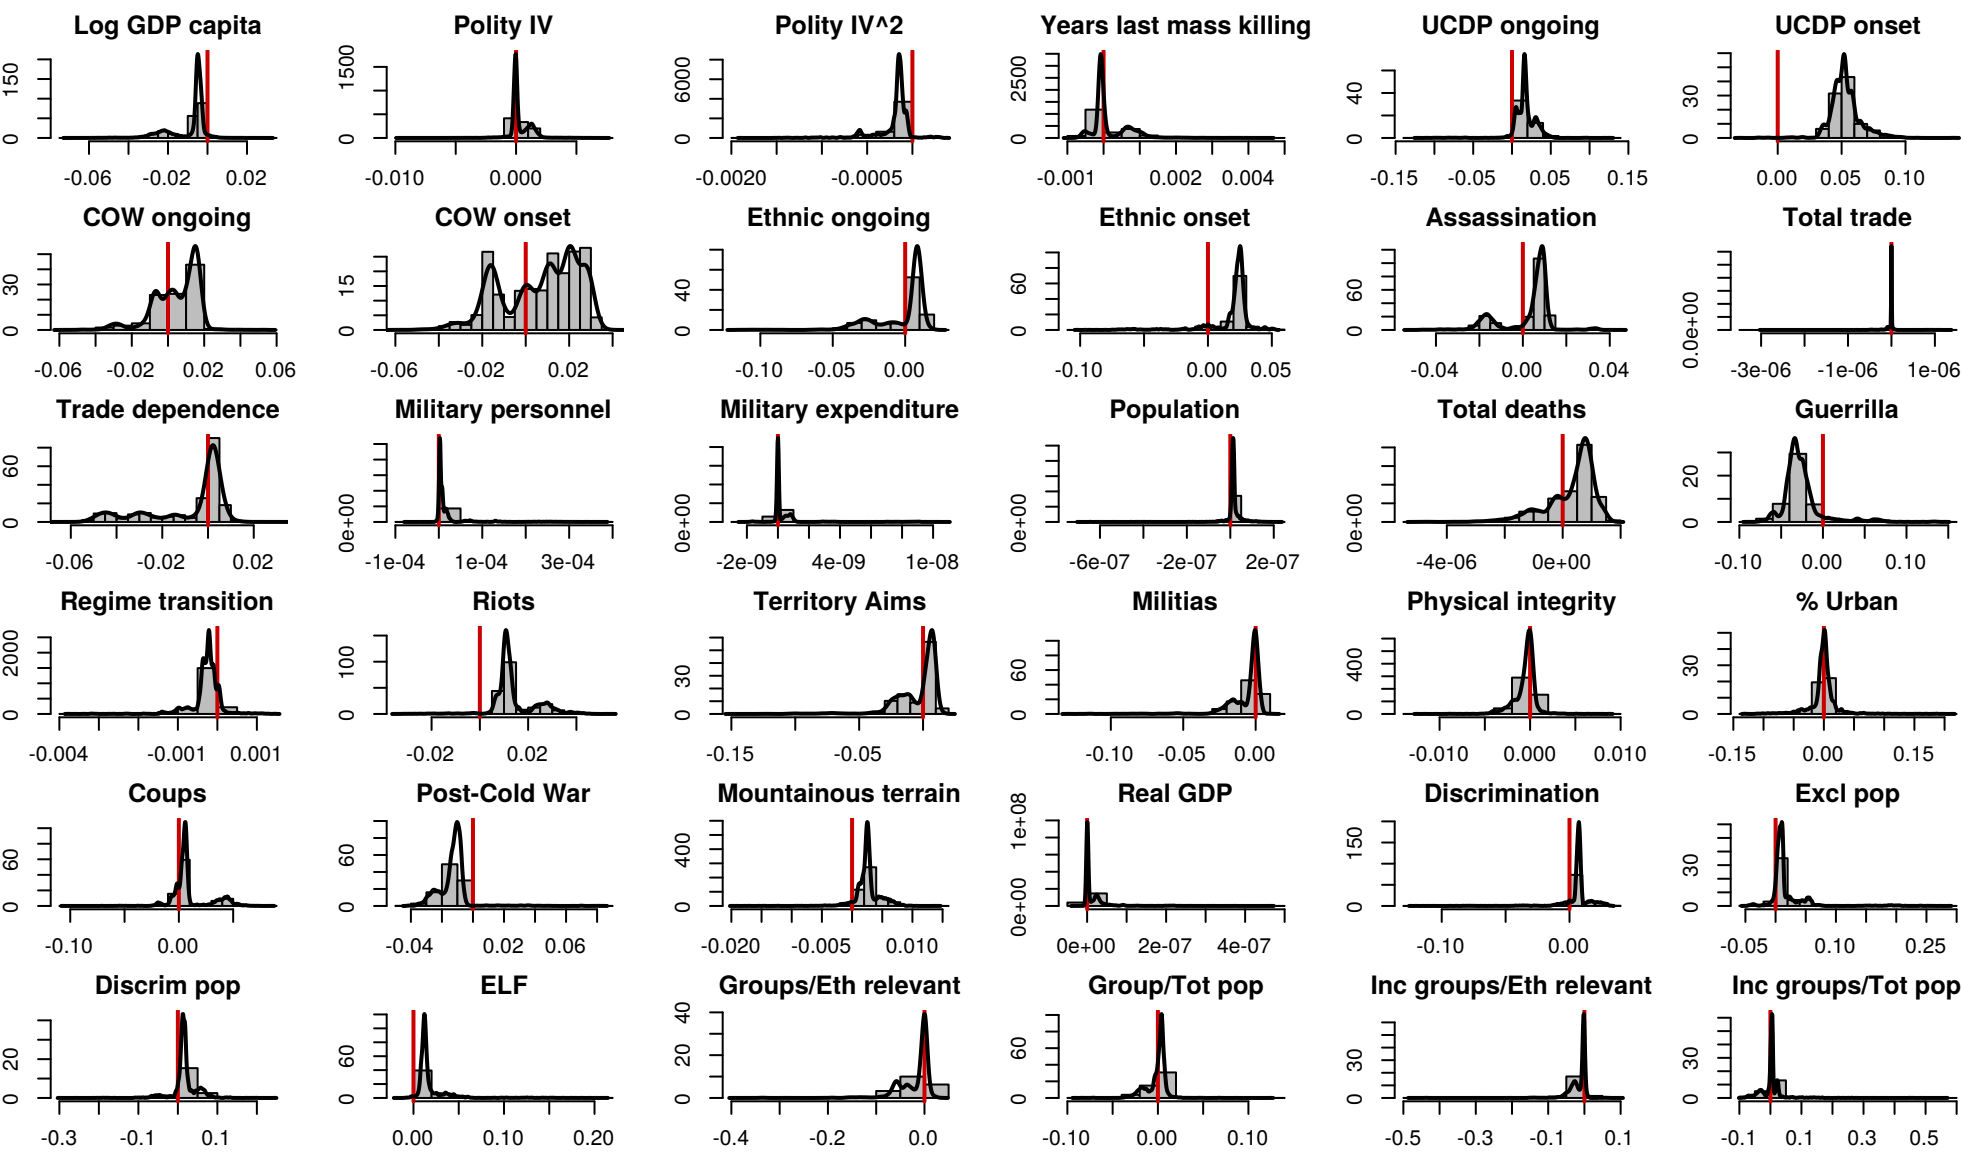 Log GDP capita Polity IV Polity IV^2 Years last mass killing UCDP ongoing UCDP onset
0 150 0 1500 0 6000 0 2500 0 40 0 30
-0.06 -0.02 0.02 -0.010 0.000 -0.0020 -0.0005 -0.001 0.002 0.004 -0.15 -0.05 0.05 0.15 0.00 0.05 0.10
COW ongoing COW onset Ethnic ongoing Ethnic onset Assassination Total trade
0 30 0 15 0 40 0 60 0 60 0.0e+00
-0.06 -0.02 0.02 0.06 -0.06 -0.02 0.02 -0.10 -0.05 0.00 -0.10 0.00 0.05 -0.04 0.00 0.04 -3e-06 -1e-06 1e-06
Trade dependence Military personnel Military expenditure Population Total deaths Guerrilla
0 60 0e+00 0e+00 0e+00 0e+00 0 20
-0.06 -0.02 0.02 -1e-04 1e-04 3e-04 -2e-09 4e-09 1e-08 -6e-07 -2e-07 2e-07 -4e-06 0e+00 -0.10 0.00 0.10
Regime transition Riots Territory Aims Militias Physical integrity % Urban
0 2000 0 100 0 30 0 60 0 400 0 30
-0.004 -0.001 0.001 -0.02 0.02 -0.15 -0.05 -0.10 -0.05 0.00 -0.010 0.000 0.010 -0.15 0.00 0.15
Coups Post-Cold War Mountainous terrain Real GDP Discrimination Excl pop
0 60 0 60 0 400 0e+00 1e+08 0 150 0 30
-0.10 0.00 -0.04 0.02 0.06 -0.020 -0.005 0.010 0e+00 2e-07 4e-07 -0.10 0.00 -0.05 0.10 0.25
Discrim pop ELF Groups/Eth relevant Group/Tot pop Inc groups/Eth relevant Inc groups/Tot pop
0 20 0 60 0 20 40 0 60 0 30 0 30
-0.3 -0.1 0.1 0.00 0.10 0.20 -0.4 -0.2 0.0 -0.10 0.00 0.10 -0.5 -0.3 -0.1 0.1 -0.1 0.1 0.3 0.5